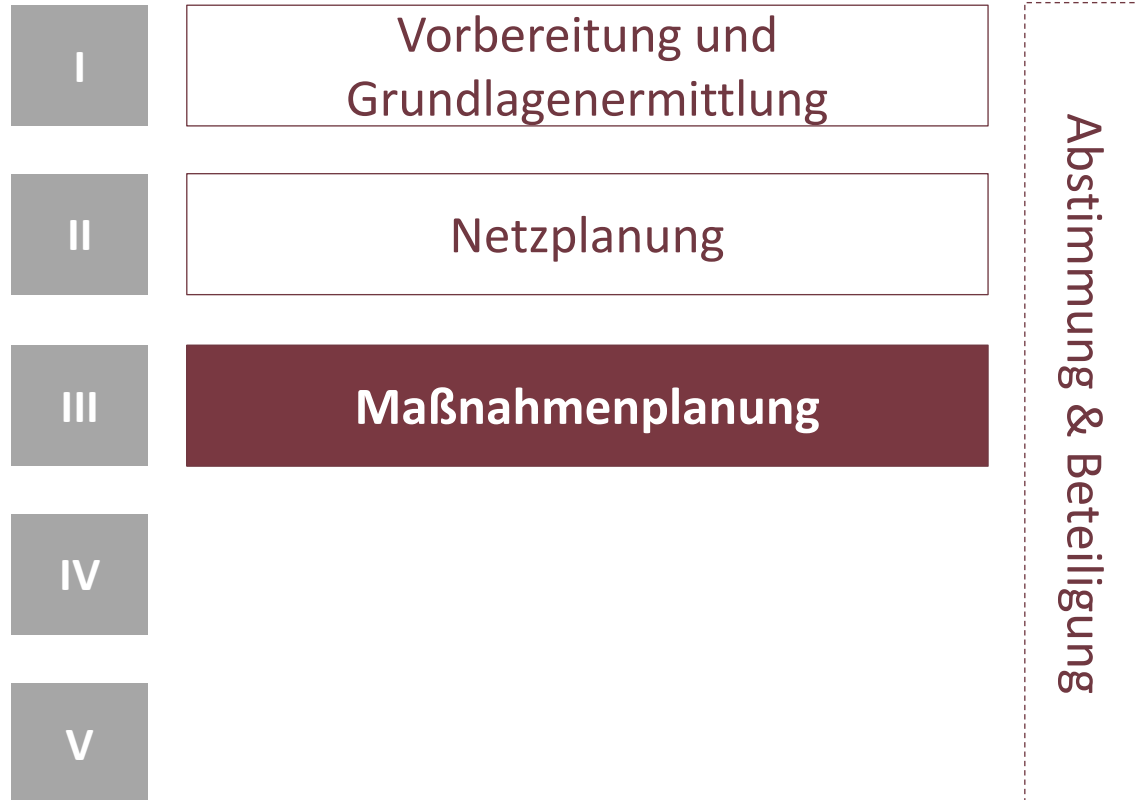 I
Vorbereitung und
Grundlagenermittlung
II
Netzplanung
III
Maßnahmenplanung
IV
V
Abstimmung & Beteiligung